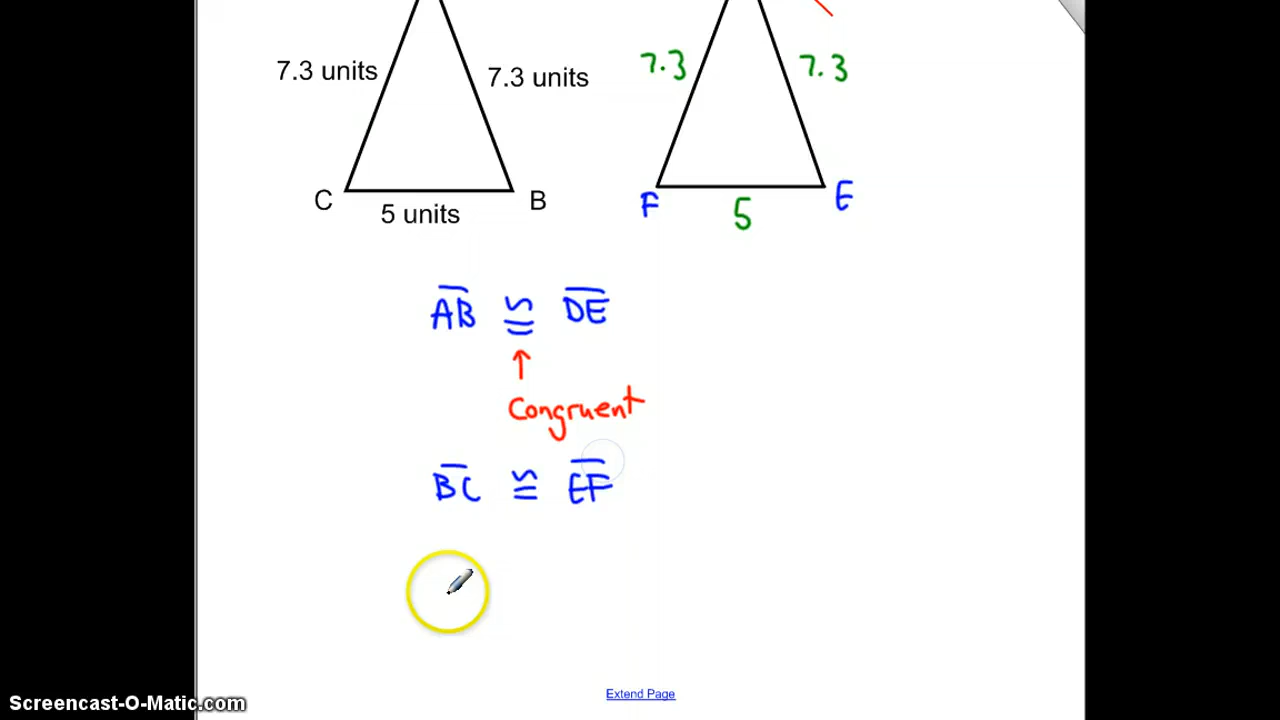 7.3 units
7.3 units
7.3
7.3
C
B
5 units
F
E
5
AB ≅ DE
↑
Congruent
BC ≅ EF
Extend Page
Screencast-O-Matic.com